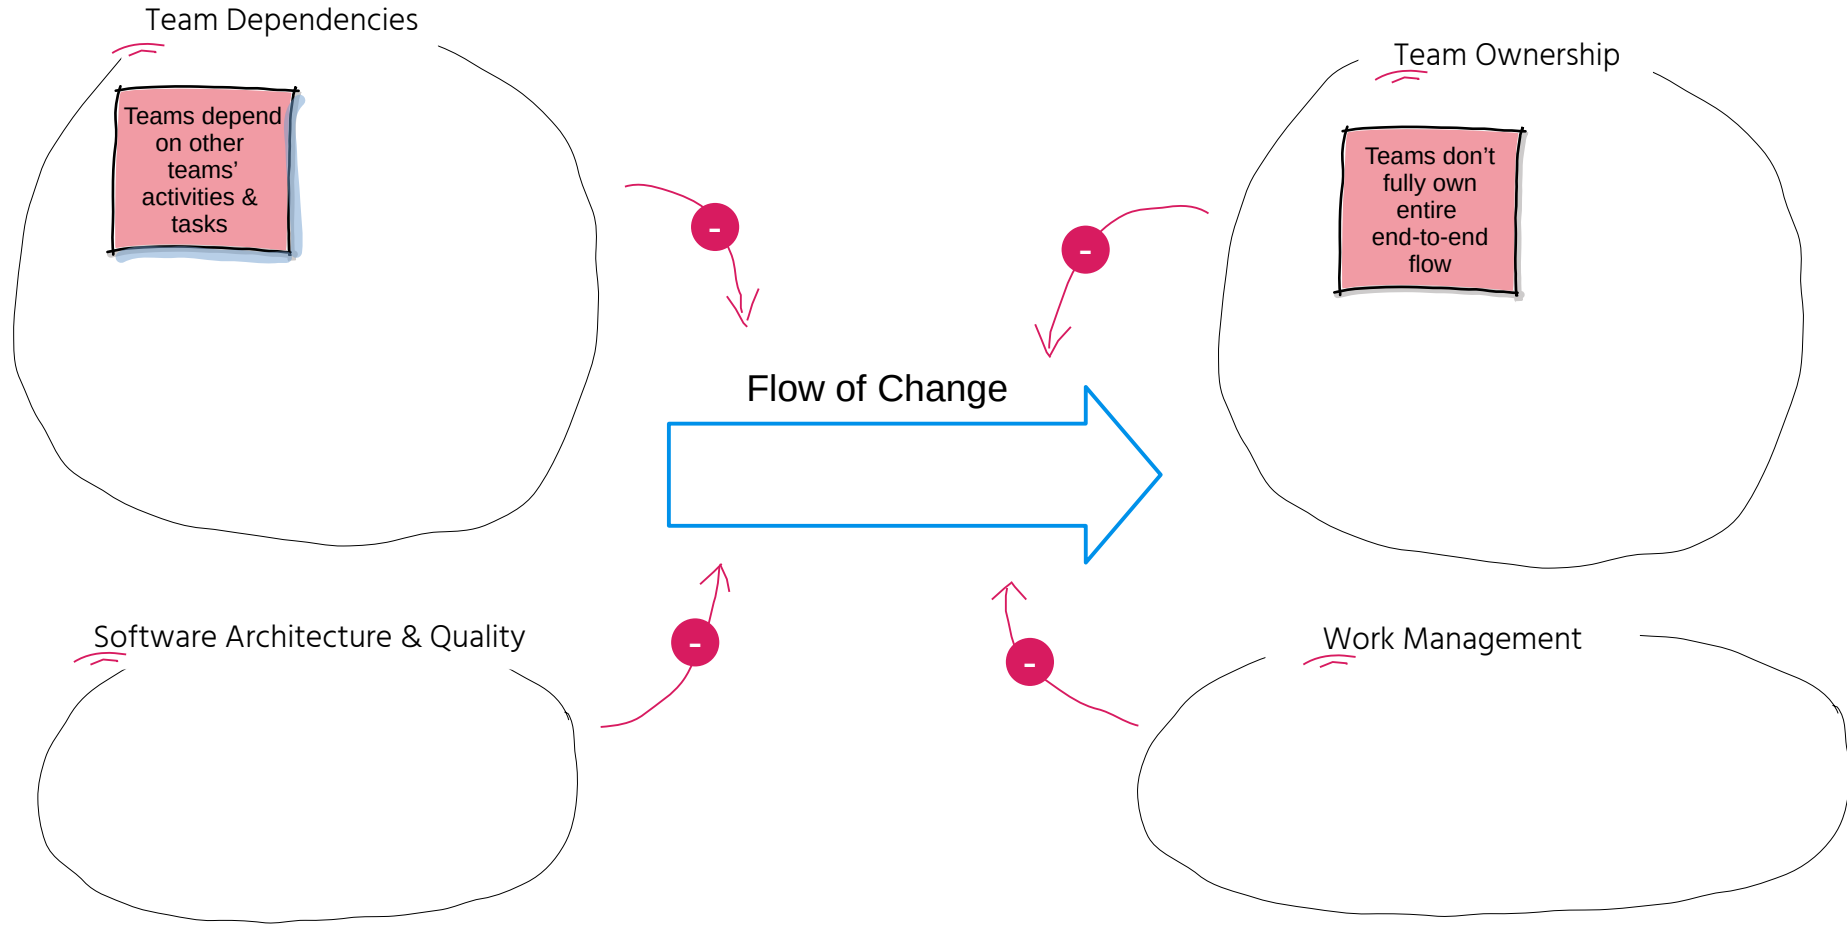 Team Dependencies
Teams depend
on other
teams’
activities &
tasks
-
Team Ownership
Teams don’t
fully own
entire
end-to-end
flow
-
Flow of Change
Software Architecture & Quality
-
Work Management
-